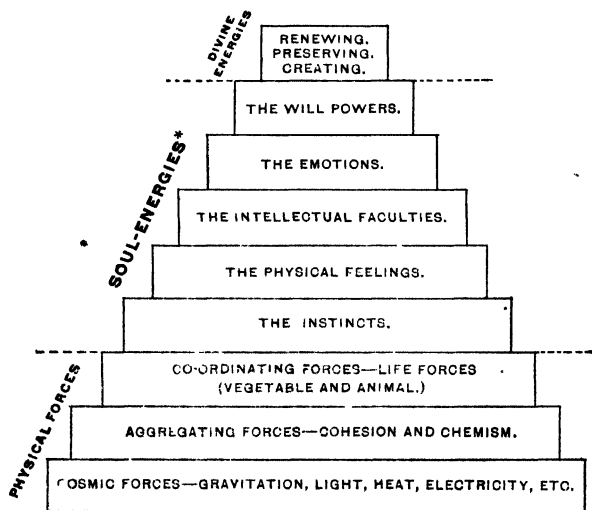 DIVINE
ENERGIES
RENEWING.
PRESERVING.
CREATING.
THE WILL POWERS.
SOUL-ENERGIES*
THE EMOTIONS.
THE INTELLECTUAL FACULTIES.
THE PHYSICAL FEELINGS.
THE INSTINCTS.
PHYSICAL FORCES
CO-ORDINATING FORCES—LIFE FORCES
(VEGETABLE AND ANIMAL.)
AGGREGATING FORCES—COHESION AND CHEMISM.
COSMIC FORCES—GRAVITATION, LIGHT, HEAT, ELECTRICITY, ETC.